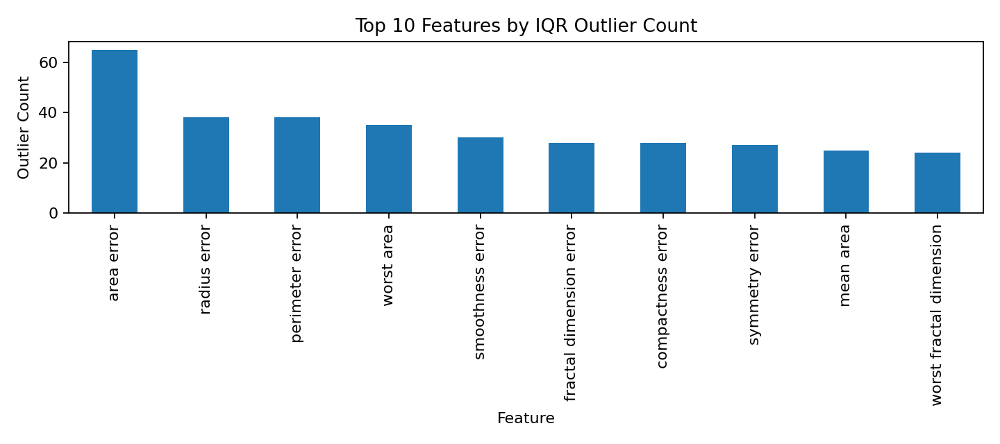 Top 10 Features by IQR Outlier Count
Outlier Count
60
40
20
0
area error
radius error
perimeter error
worst area
smoothness error
fractal dimension error
compactness error
symmetry error
mean area
worst fractal dimension
Feature